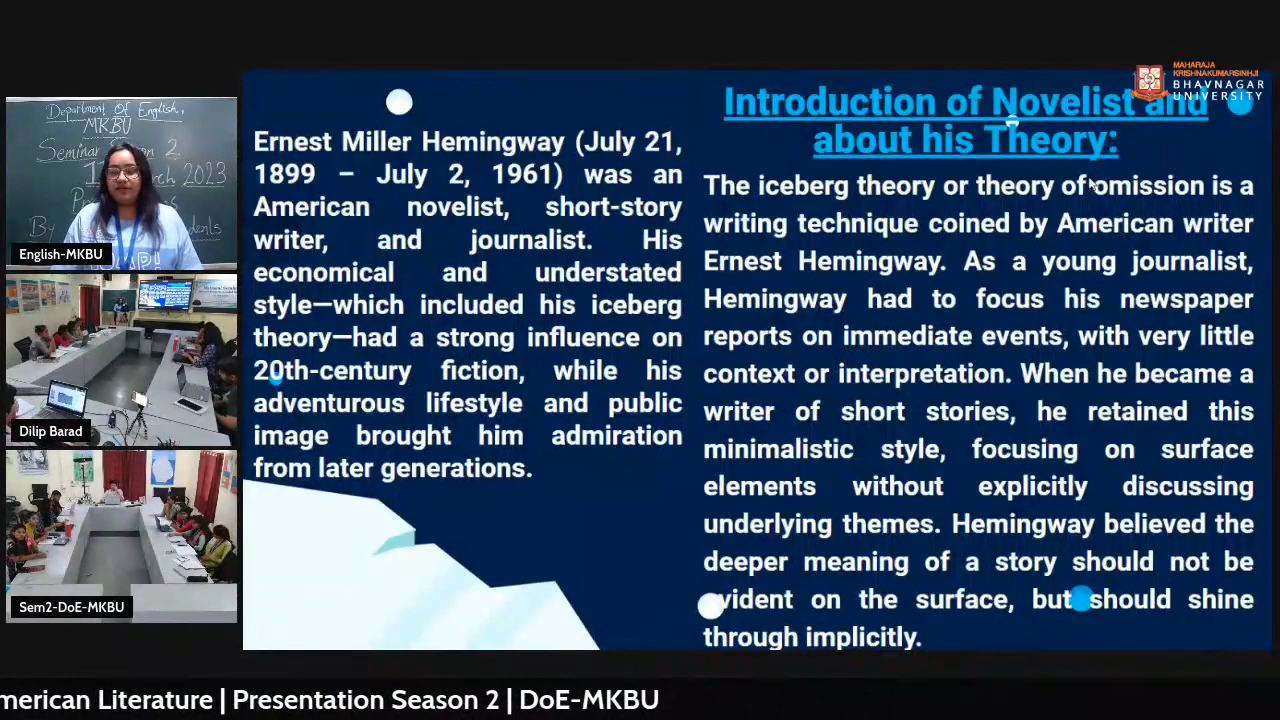 MAHARAJA
KRISHNAKUMARSINHJI
BHAVNAGAR
UNIVERSITY
Department Of English,
MKBU
Seminar
2
2023
By
English-MKBU
Dilip Barad
Sem2-DoE-MKBU
Ernest Miller Hemingway (July 21,
1899 – July 2, 1961) was an
American novelist, short-story
writer, and journalist. His
economical and understated
style—which included his iceberg
theory—had a strong influence on
20th-century fiction, while his
adventurous lifestyle and public
image brought him admiration
from later generations.
Introduction of Novelist and
about his Theory:
The iceberg theory or theory of omission is a
writing technique coined by American writer
Ernest Hemingway. As a young journalist,
Hemingway had to focus his newspaper
reports on immediate events, with very little
context or interpretation. When he became a
writer of short stories, he retained this
minimalistic style, focusing on surface
elements without explicitly discussing
underlying themes. Hemingway believed the
deeper meaning of a story should not be
evident on the surface, but should shine
through implicitly.
merican Literature | Presentation Season 2 | DoE-MKBU